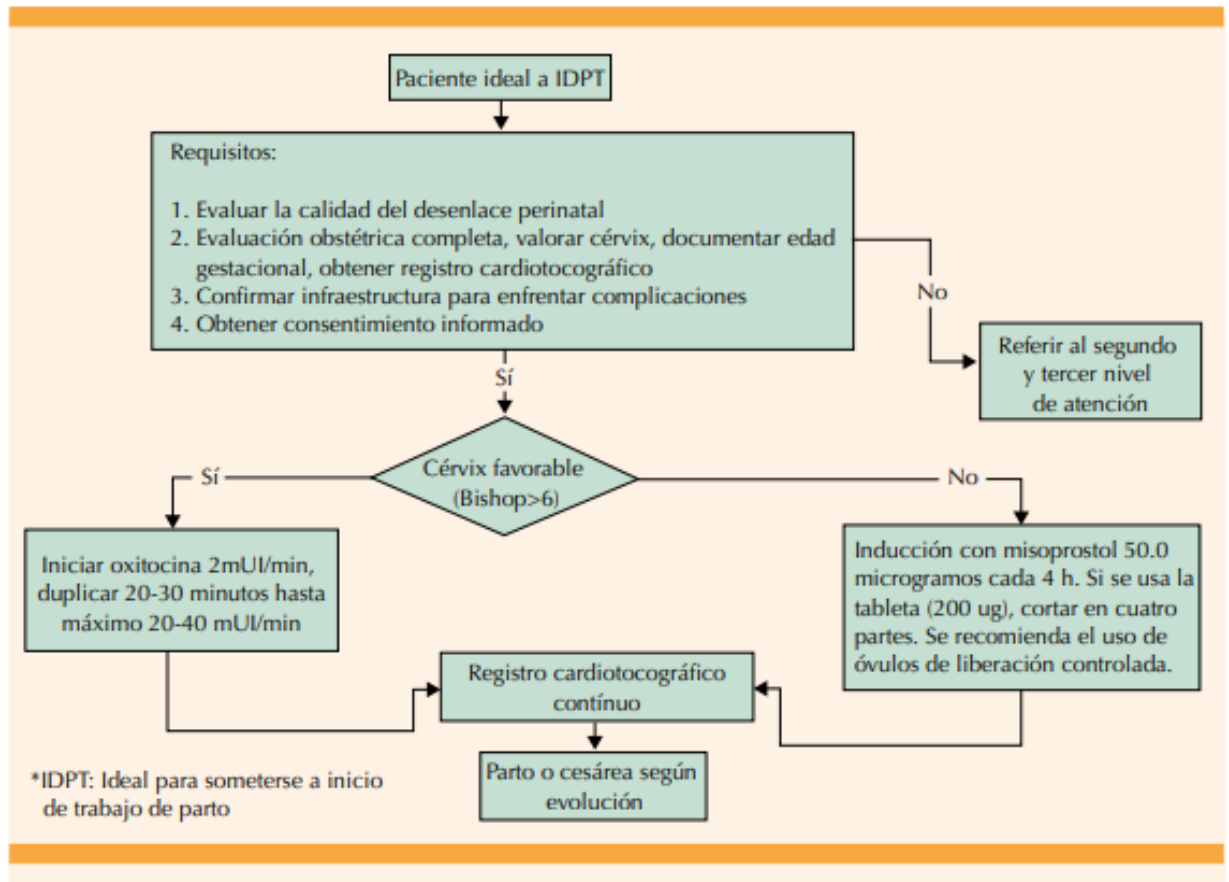 Paciente ideal a IDPT
Requisitos:
1. Evaluar la calidad del desenlace perinatal
2. Evaluación obstétrica completa, valorar cérvix, documentar edad
gestacional, obtener registro cardiotocográfico
3. Confirmar infraestructura para enfrentar complicaciones
4. Obtener consentimiento informado
No
Referir al segundo
y tercer nivel
de atención
Sí
Cérvix favorable
(Bishop>6)
Sí
No
Iniciar oxitocina 2mUI/min,
duplicar 20-30 minutos hasta
máximo 20-40 mUI/min
Inducción con misoprostol 50.0
microgramos cada 4 h. Si se usa la
tableta (200 ug), cortar en cuatro
partes. Se recomienda el uso de
óvulos de liberación controlada.
Registro cardiotocográfico
contínuo
Parto o cesárea según
evolución
*IDPT: Ideal para someterse a inicio
de trabajo de parto